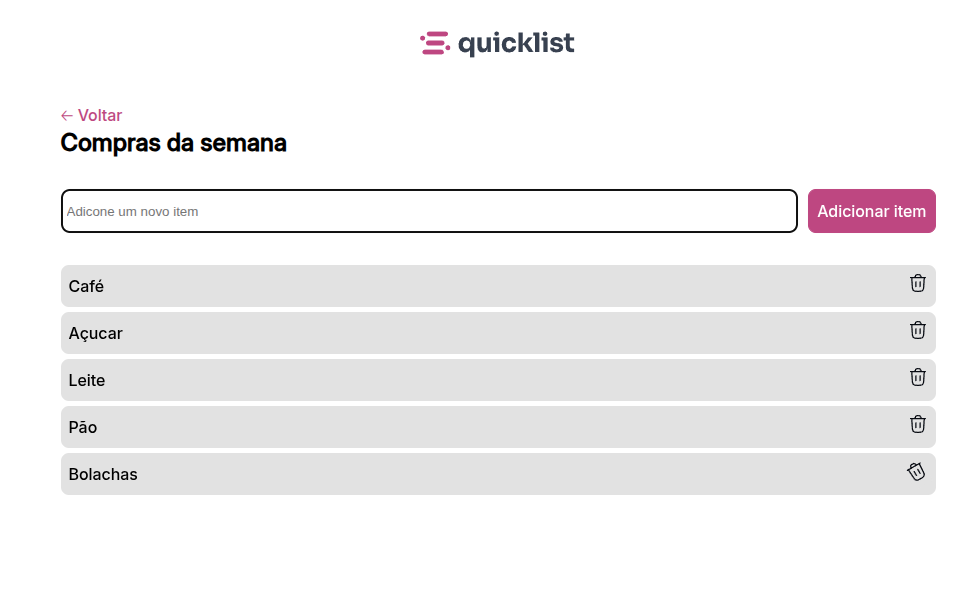 quicklist
← Voltar
Compras da semana
Adicone um novo item
Adicionar item
Café
Açucar
Leite
Pão
Bolachas